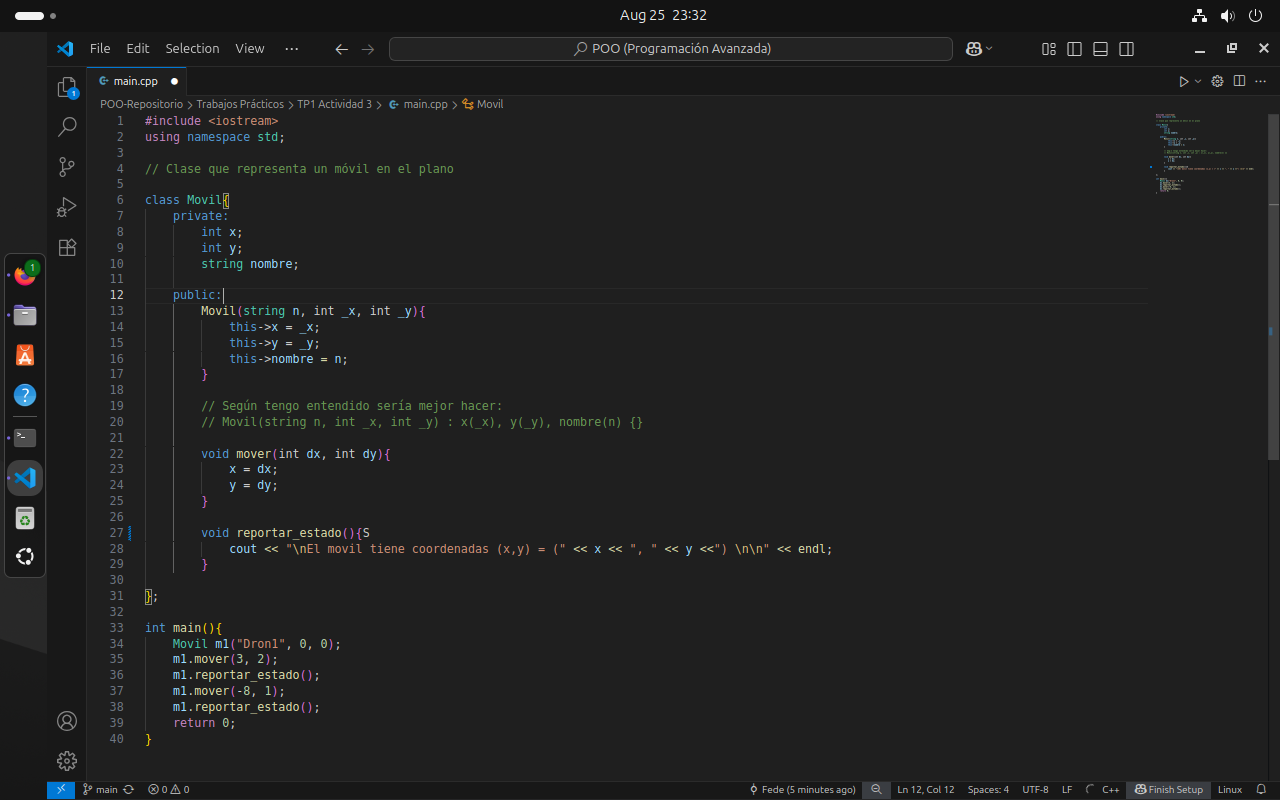 Aug 25 23:32
File Edit Selection View ···
POO (Programación Avanzada)
main.cpp
POO-Repositorio > Trabajos Prácticos > TP1 Actividad 3 > main.cpp > Movil
1 #include <iostream>
2 using namespace std;
3
4 // Clase que representa un móvil en el plano
5
6 class Movil{
7 private:
8 int x;
9 int y;
10 string nombre;
11
12 public:
13 Movil(string n, int _x, int _y){
14 this->x = _x;
15 this->y = _y;
16 this->nombre = n;
17 }
18
19 // Según tengo entendido sería mejor hacer:
20 // Movil(string n, int _x, int _y) : x(_x), y(_y), nombre(n) {}
21
22 void mover(int dx, int dy){
23 x = dx;
24 y = dy;
25 }
26
27 void reportar_estado(){S
28 cout << "\nEl movil tiene coordenadas (x,y) = (" << x << ", " << y <<") \n\n" << endl;
29 }
30
31 };
32
33 int main(){
34 Movil m1("Dron1", 0, 0);
35 m1.mover(3, 2);
36 m1.reportar_estado();
37 m1.mover(-8, 1);
38 m1.reportar_estado();
39 return 0;
40 }
1
1
main 0 0 Fede (5 minutes ago) Ln 12, Col 12 Spaces: 4 UTF-8 LF C++ Finish Setup Linux